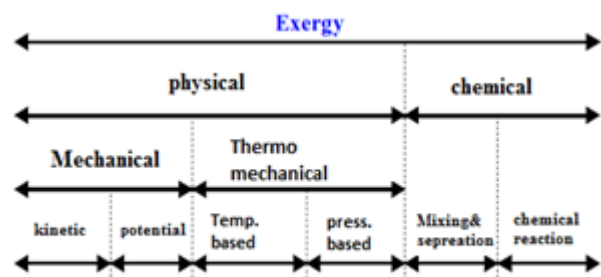 Exergy
physical
chemical
Mechanical
Thermo
mechanical
kinetic
potential
Temp.
based
press.
based
Mixing&
sepreation
chemical
reaction